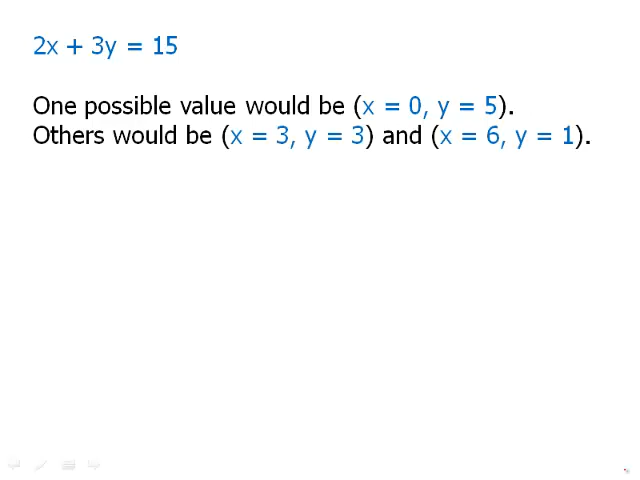 2x + 3y = 15
One possible value would be (x = 0, y = 5).
Others would be (x = 3, y = 3) and (x = 6, y = 1).